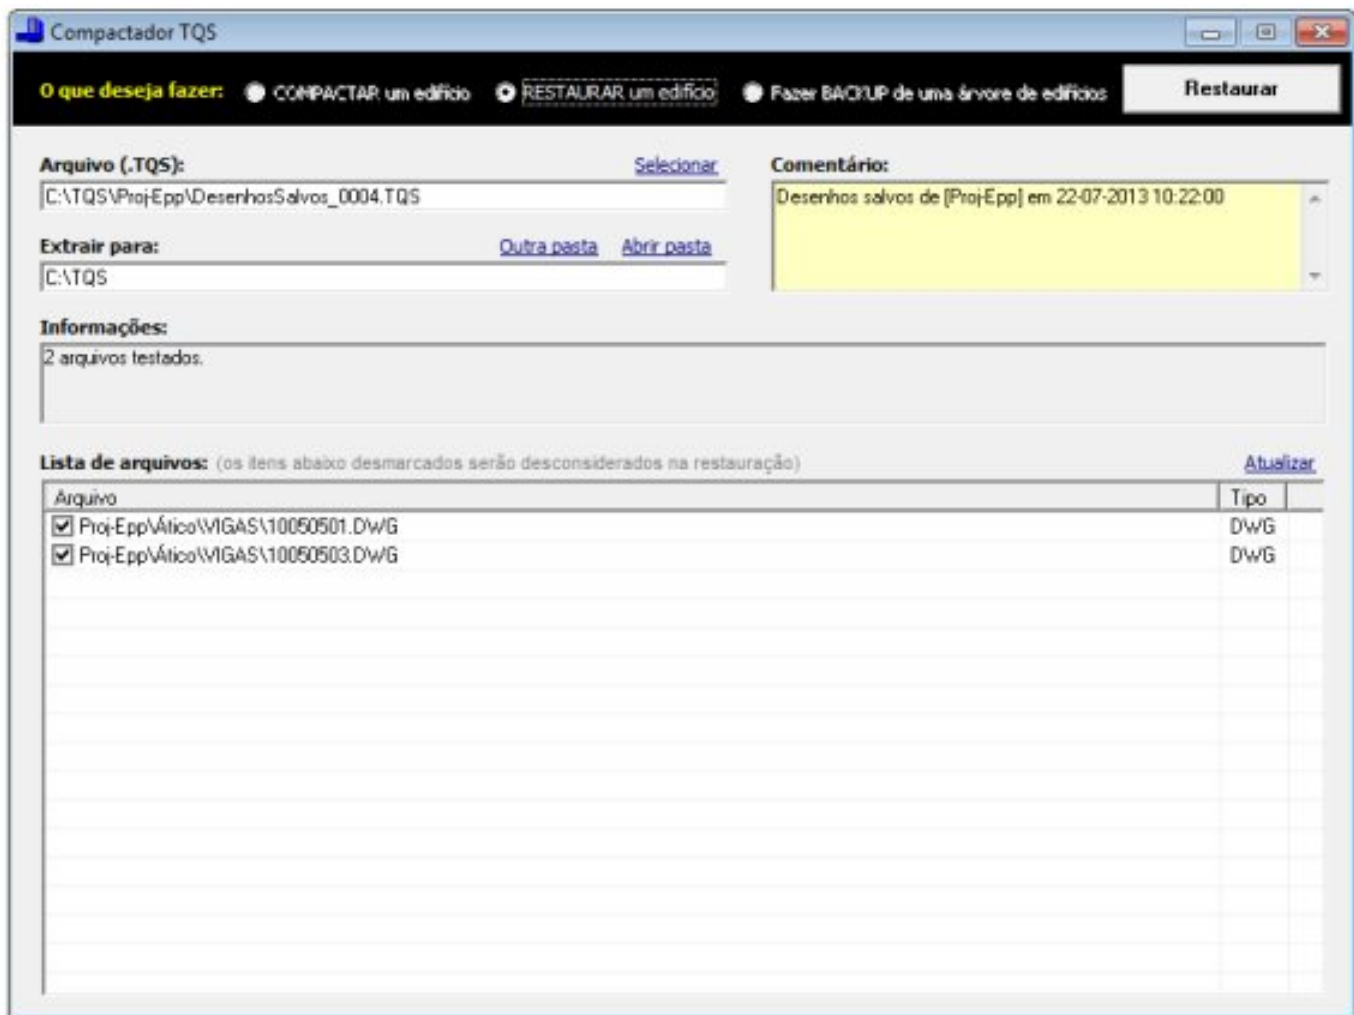 Compactador TQS
O que deseja fazer: COMPACTAR um edifício RESTAURAR um edifício Fazer BACKUP de uma árvore de edifícios Restaurar
Arquivo (.TQS): Selecionar
C:\TQS\Proj-Epp\DesenhosSalvos_0004.TQS
Comentário:
Desenhos salvos de [Proj-Epp] em 22-07-2013 10:22:00
Extrair para: Outra pasta Abrir pasta
C:\TQS
Informações:
2 arquivos testados.
Lista de arquivos: (os itens abaixo desmarcados serão desconsiderados na restauração) Atualizar
Arquivo Tipo
Proj-Epp\Ático\VIGAS\10050501.DWG DWG
Proj-Epp\Ático\VIGAS\10050503.DWG DWG